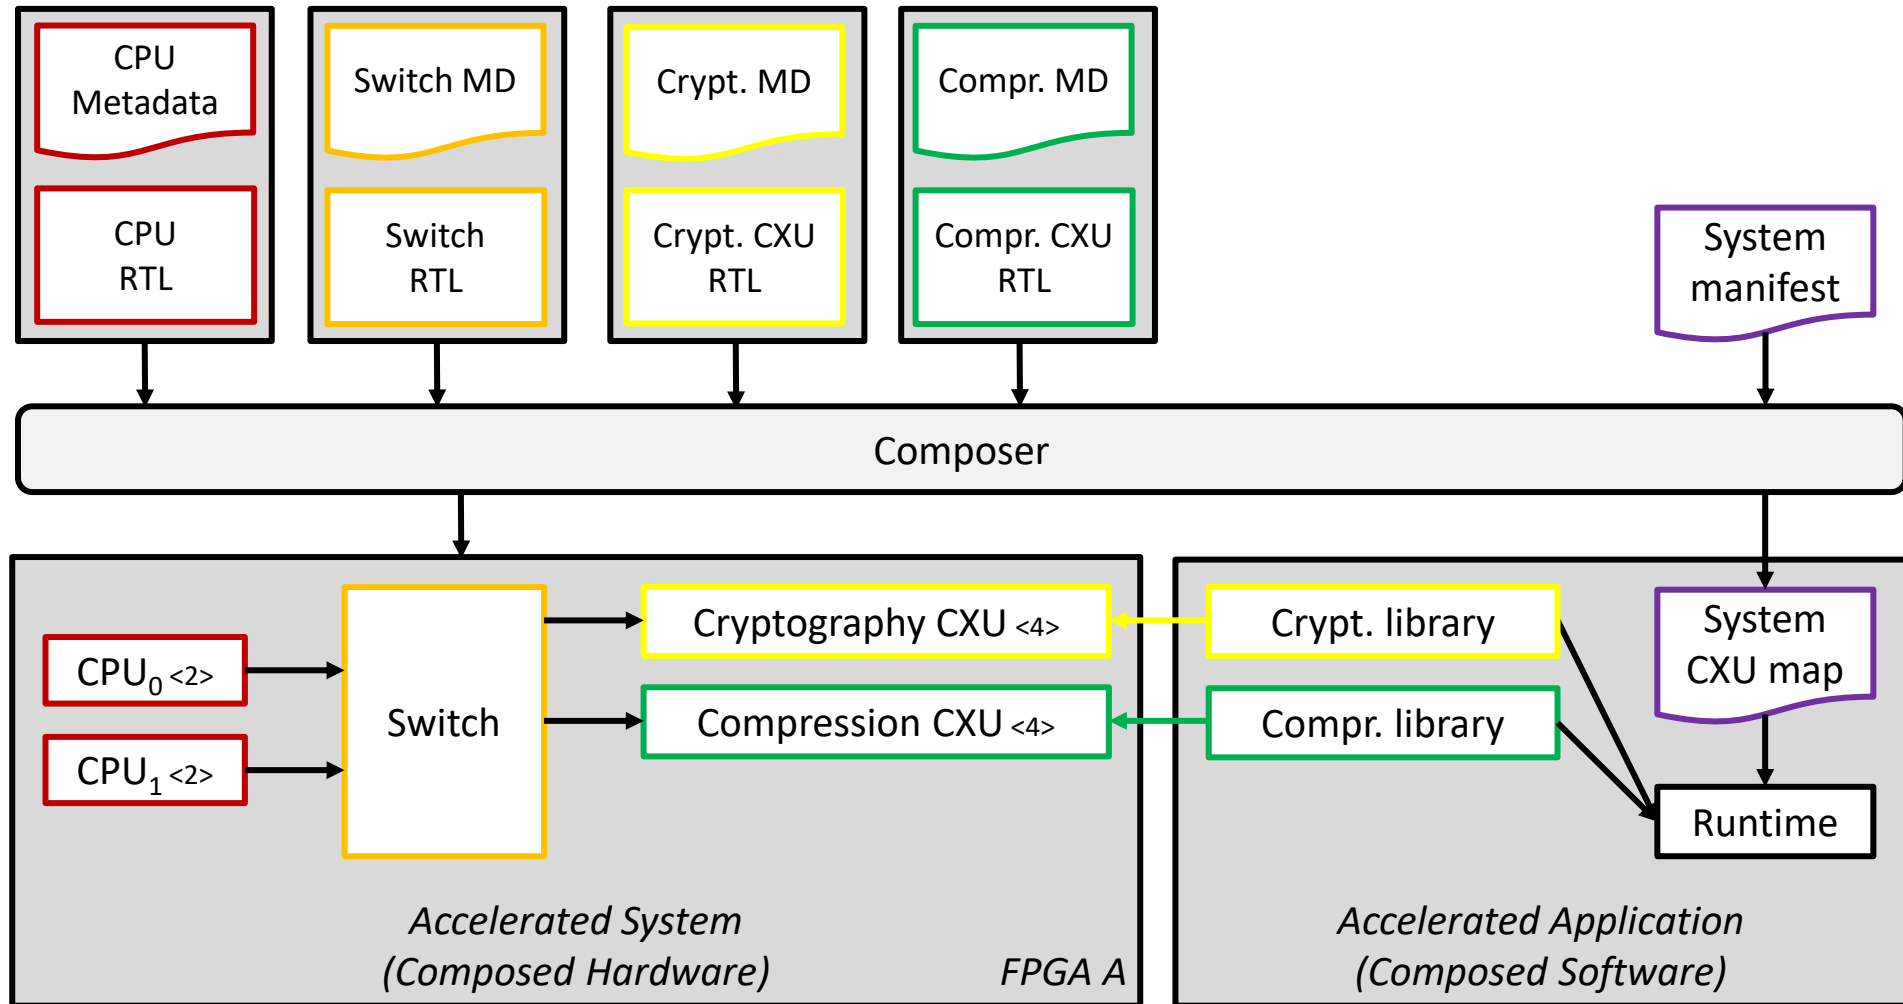 CPU
Metadata
Switch MD
Crypt. MD
Compr. MD
CPU
RTL
Switch
RTL
Crypt. CXU
RTL
Compr. CXU
RTL
System
manifest
Composer
CPU₀ <2>
CPU₁ <2>
Switch
Cryptography CXU <4>
Compression CXU <4>
Accelerated System
(Composed Hardware)
FPGA A
Crypt. library
Compr. library
System
CXU map
Runtime
Accelerated Application
(Composed Software)